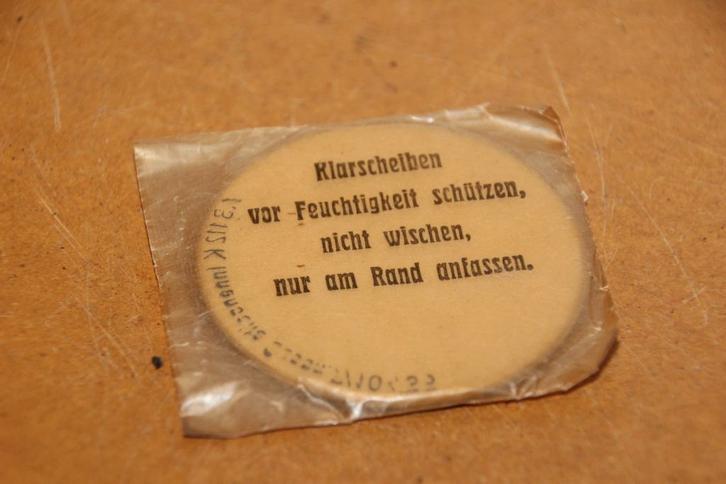 Klarscheiben
vor Feuchtigkeit schützen,
nicht wischen,
nur am Rand anfassen.